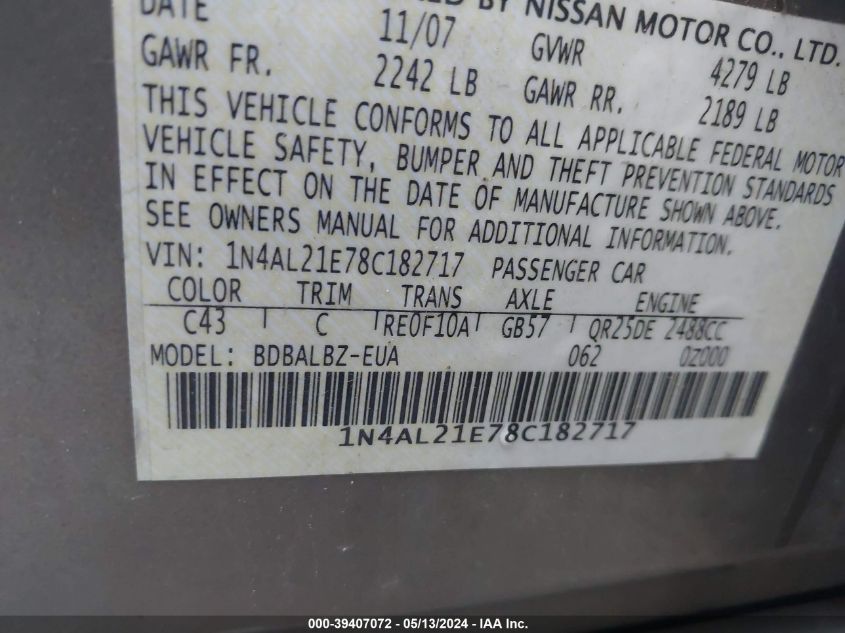 DATE 11/07 BY NISSAN MOTOR CO., LTD.
GAWR FR. 2242 LB GVWR 4279 LB
GAWR RR. 2189 LB
THIS VEHICLE CONFORMS TO ALL APPLICABLE FEDERAL MOTOR
VEHICLE SAFETY, BUMPER AND THEFT PREVENTION STANDARDS
IN EFFECT ON THE DATE OF MANUFACTURE SHOWN ABOVE.
SEE OWNERS MANUAL FOR ADDITIONAL INFORMATION.
VIN: 1N4AL21E78C182717 PASSENGER CAR
COLOR TRIM TRANS AXLE ENGINE
C43 C RE0F10A GB57 QR25DE 2488CC
MODEL: BDBALBZ-EUA 062 0Z000
1N4AL21E78C182717
000-39407072 - 05/13/2024 - IAA Inc.